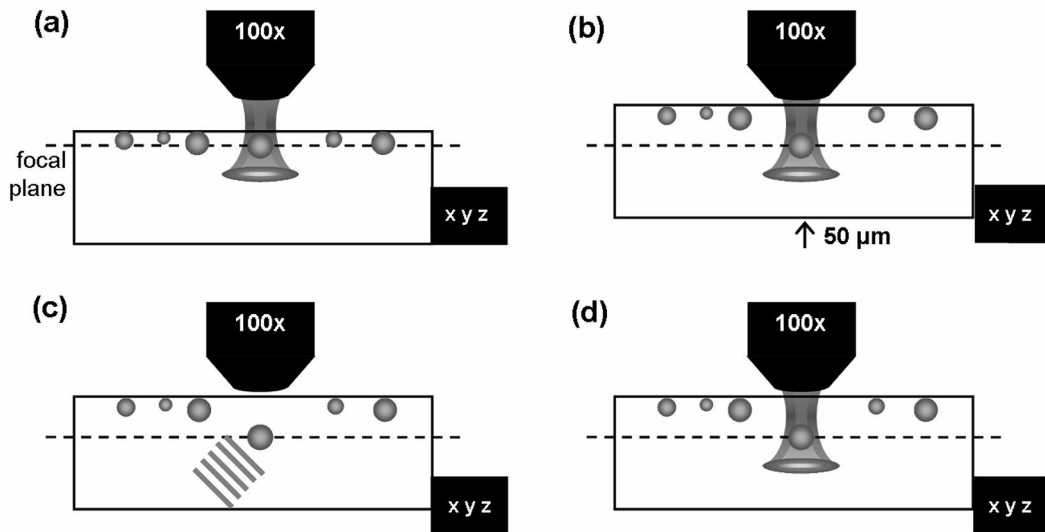 (a)
100x
focal
plane
x y z
(b)
100x
x y z
50 µm
(c)
100x
x y z
(d)
100x
x y z